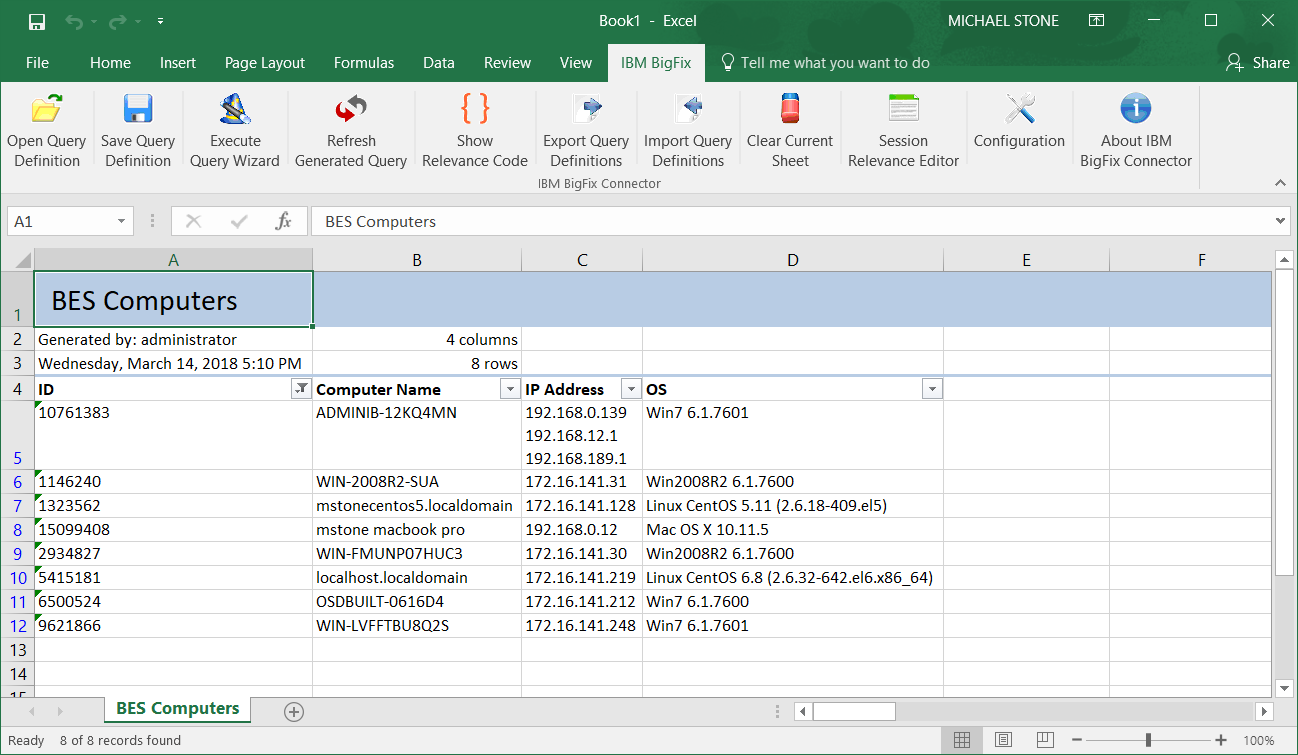 Book1 - Excel
MICHAEL STONE
File Home Insert Page Layout Formulas Data Review View IBM BigFix Tell me what you want to do Share
Open Query Definition
Save Query Definition
Execute Query Wizard
Refresh Generated Query
Show Relevance Code
Export Query Definitions
Import Query Definitions
Clear Current Sheet
Session Relevance Editor
Configuration
About IBM BigFix Connector
IBM BigFix Connector
A1 fx BES Computers
A B C D E F
1 BES Computers
2 Generated by: administrator 4 columns
3 Wednesday, March 14, 2018 5:10 PM 8 rows
4 ID Computer Name IP Address OS
10761383 ADMINIB-12KQ4MN 192.168.0.139 Win7 6.1.7601
192.168.12.1
5 192.168.189.1
6 1146240 WIN-2008R2-SUA 172.16.141.31 Win2008R2 6.1.7600
7 1323562 mstonecentos5.localdomain 172.16.141.128 Linux CentOS 5.11 (2.6.18-409.el5)
8 15099408 mstone macbook pro 192.168.0.12 Mac OS X 10.11.5
9 2934827 WIN-FMUNP07HUC3 172.16.141.30 Win2008R2 6.1.7600
10 5415181 localhost.localdomain 172.16.141.219 Linux CentOS 6.8 (2.6.32-642.el6.x86_64)
11 6500524 OSDBUILT-0616D4 172.16.141.212 Win7 6.1.7600
12 9621866 WIN-LVFFTBU8Q2S 172.16.141.248 Win7 6.1.7601
13
14
15
BES Computers
Ready 8 of 8 records found 100%